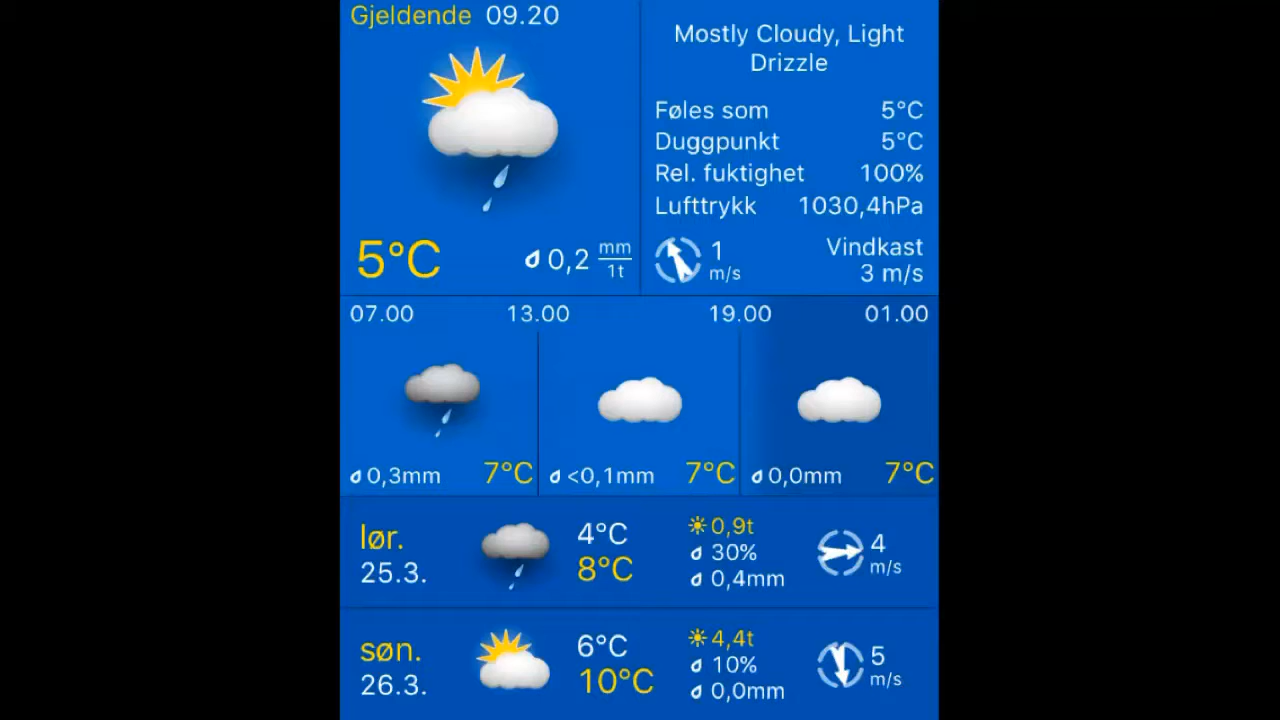 Gjeldende 09.20
Mostly Cloudy, Light
Drizzle
Føles som 5°C
Duggpunkt 5°C
Rel. fuktighet 100%
Lufttrykk 1030,4hPa
5°C 0,2 mm
1t
1 m/s
Vindkast
3 m/s
07.00 13.00 19.00 01.00
0,3mm 7°C <0,1mm 7°C 0,0mm 7°C
lør.
25.3.
4°C
8°C
0,9t
30%
0,4mm
4
m/s
søn.
26.3.
6°C
10°C
4,4t
10%
0,0mm
5
m/s